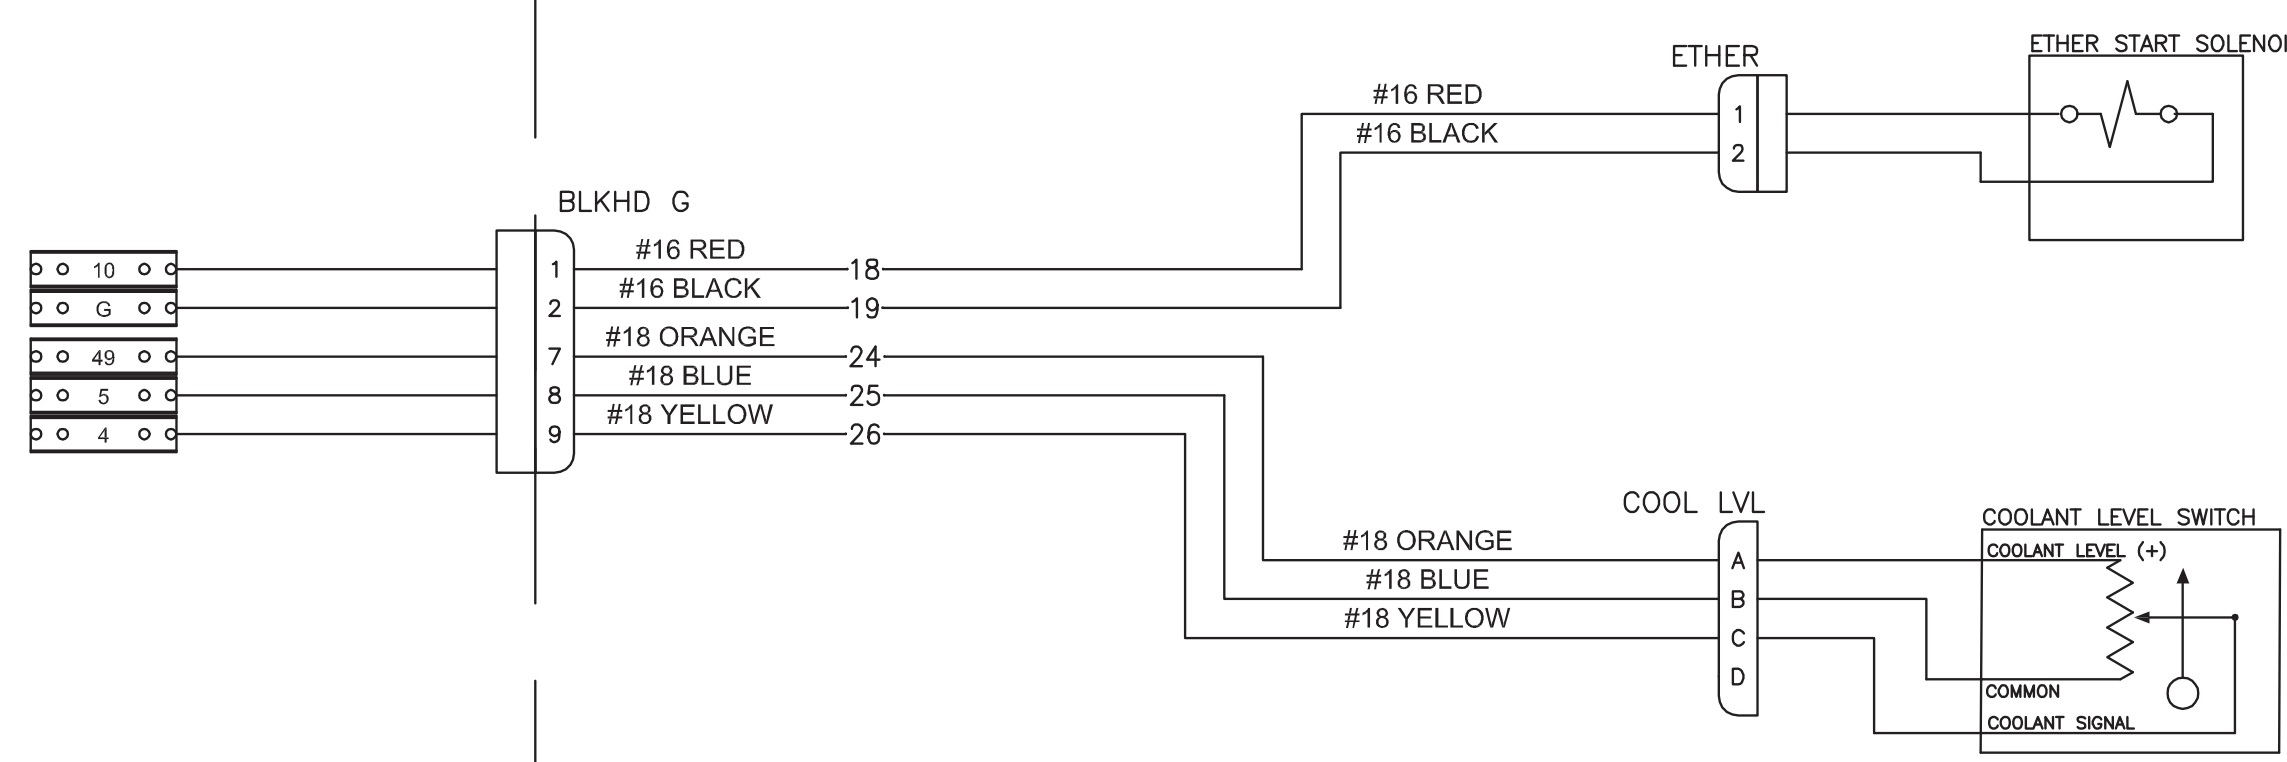 ETHER START SOLENOI
ETHER
#16 RED
1
#16 BLACK
2
BLKHD G
10 1 #16 RED 18
G 2 #16 BLACK 19
49 7 #18 ORANGE 24
5 8 #18 BLUE 25
4 9 #18 YELLOW 26
COOL LVL
COOLANT LEVEL SWITCH
#18 ORANGE A COOLANT LEVEL (+)
#18 BLUE B
#18 YELLOW C
D
COMMON
COOLANT SIGNAL